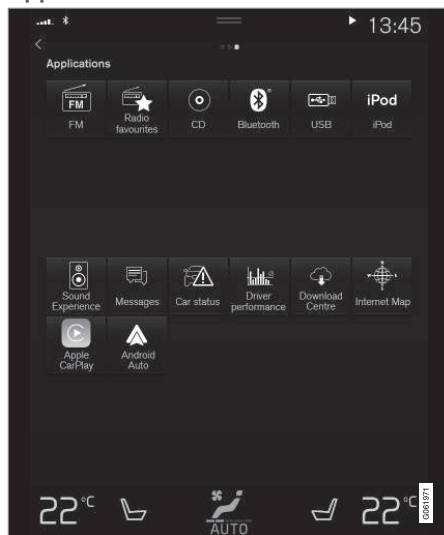 13:45
Applications
FM
iPod
FM
Radio
favourites
CD
Bluetooth
USB
iPod
Sound
Experience
Messages
Car status
Driver
performance
Download
Centre
Internet Map
Apple
CarPlay
Android
Auto
22°C
AUTO
22°C
G061971